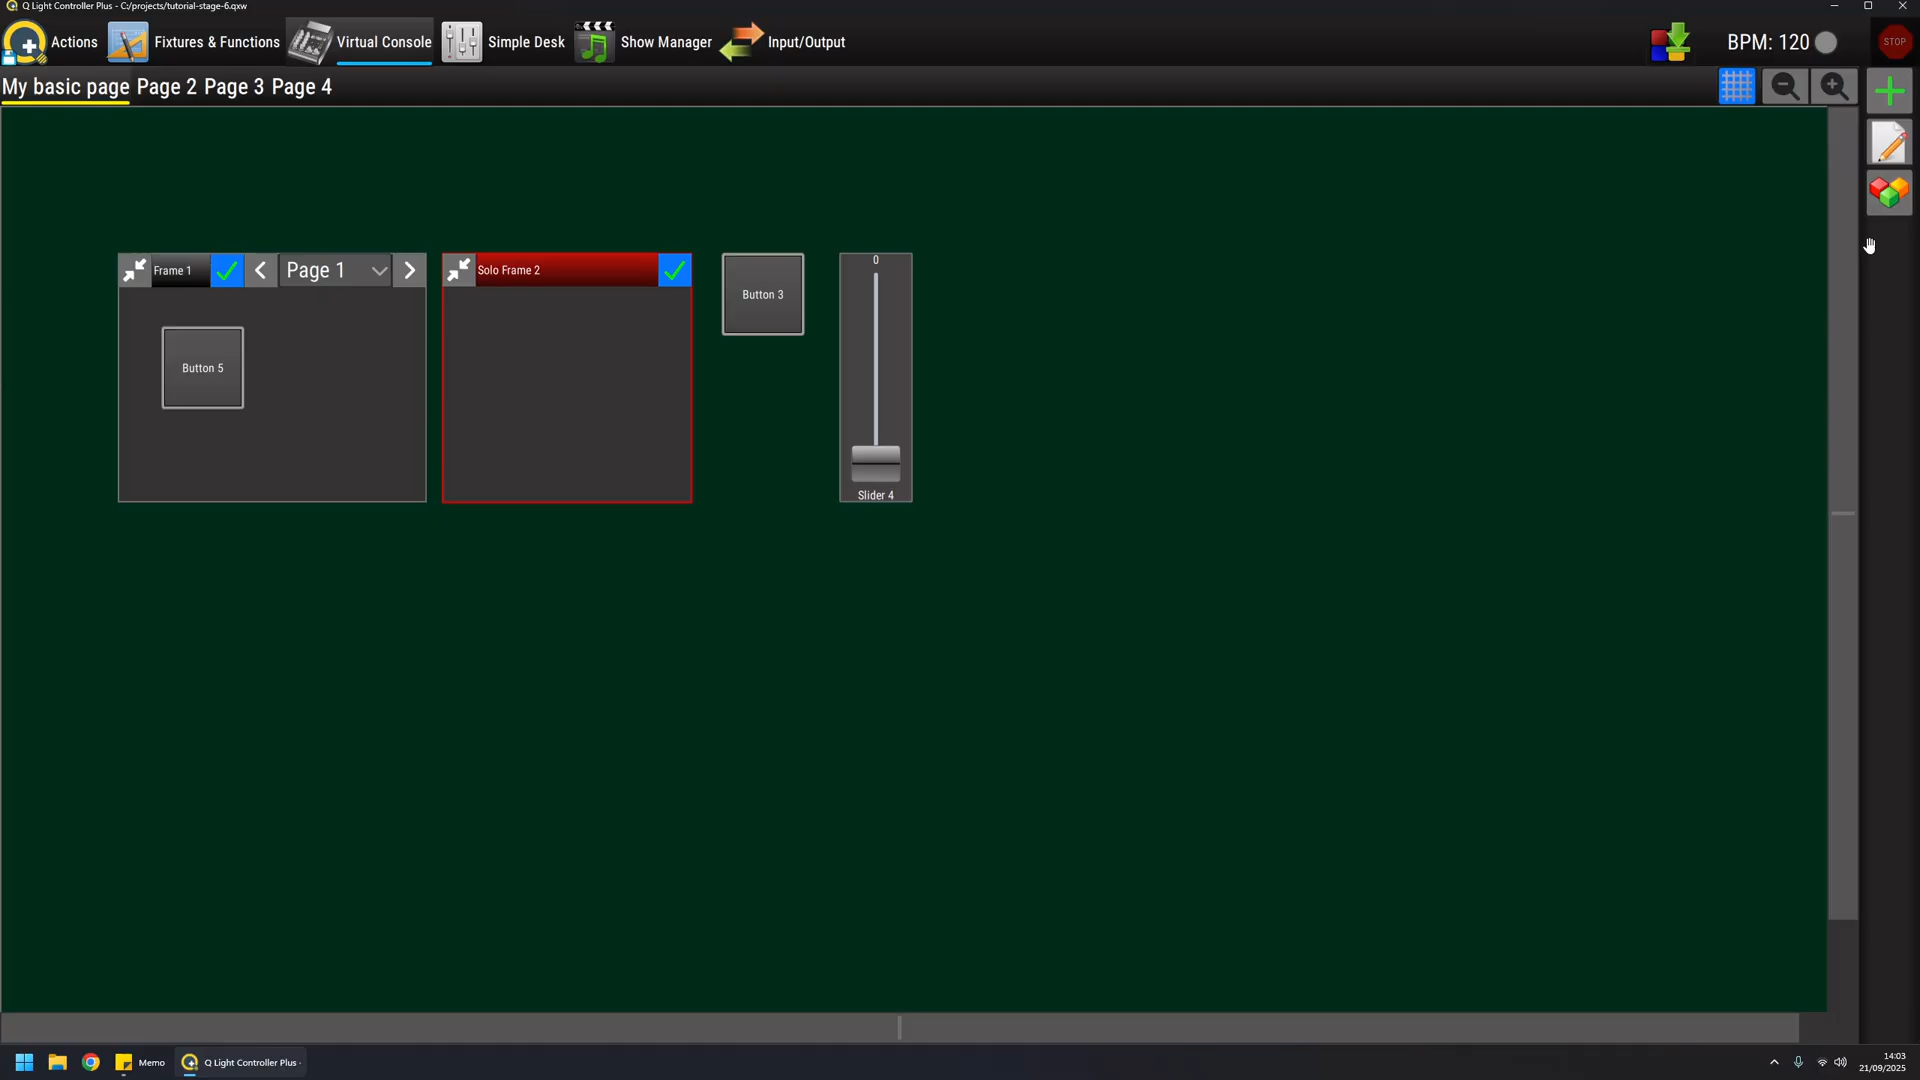 Q Light Controller Plus - C:/projects/tutorial-stage-6.qxw
Actions Fixtures & Functions Virtual Console Simple Desk Show Manager Input/Output BPM: 120 STOP
My basic page Page 2 Page 3 Page 4
Frame 1 Page 1 Solo Frame 2 0
Button 3
Button 5
Slider 4
Memo Q Light Controller Plus - 14:03
21/09/2025